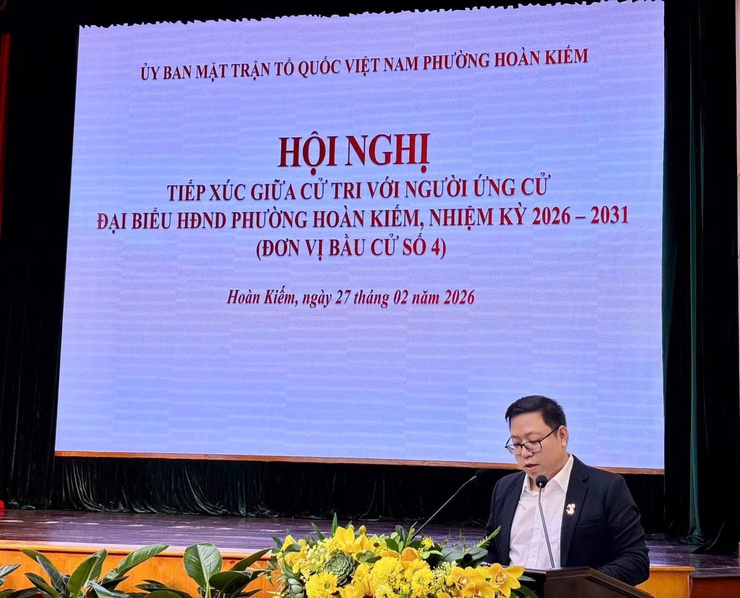 ỦY BAN MẶT TRẬN TỔ QUỐC VIỆT NAM PHƯỜNG HOÀN KIẾM
HỘI NGHỊ
TIẾP XÚC GIỮA CỬ TRI VỚI NGƯỜI ỨNG CỬ
ĐẠI BIỂU HĐND PHƯỜNG HOÀN KIẾM, NHIỆM KỲ 2026 – 2031
(ĐƠN VỊ BẦU CỬ SỐ 4)
Hoàn Kiếm, ngày 27 tháng 02 năm 2026